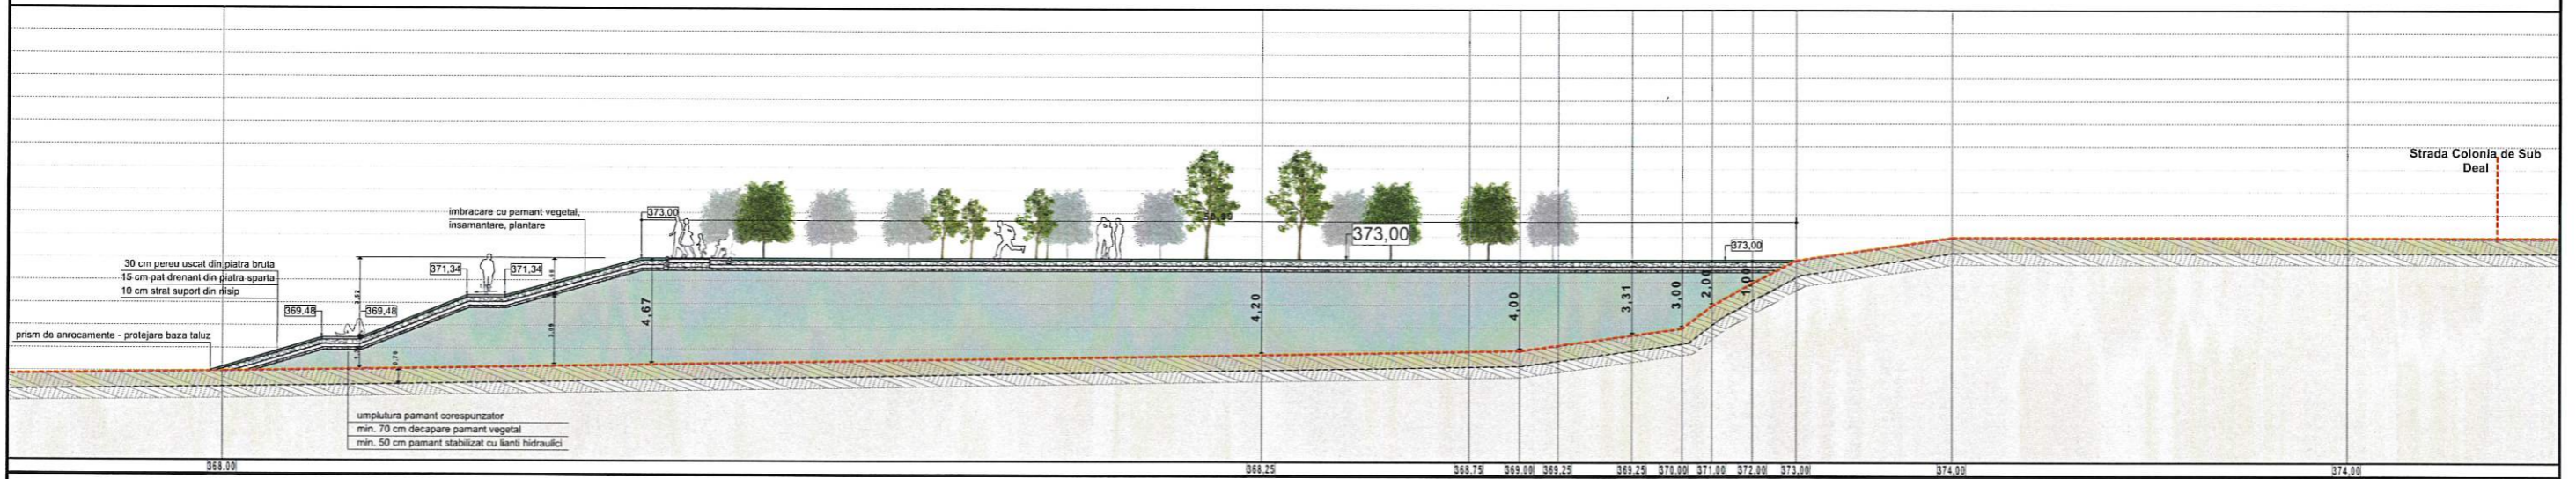 Strada Colonia de Sub
Deal
imbracare cu pamant vegetal,
insamantare, plantare
373,00
373,00
373,00
30 cm pereu uscat din piatra bruta
15 cm pat drenant din piatra sparta
10 cm strat suport din nisip
371,34
371,34
369,48
369,48
prism de anrocamente - protejare baza taluz
4,67
4,20
4,00
3,31
3,00
2,00
1,00
umplutura pamant corespunzator
min. 70 cm decapare pamant vegetal
min. 50 cm pamant stabilizat cu lianti hidraulici
368.00
368,25
368,75
369,00
369,25
369,25
370,00
371,00
372,00
373,00
374,00
374,00